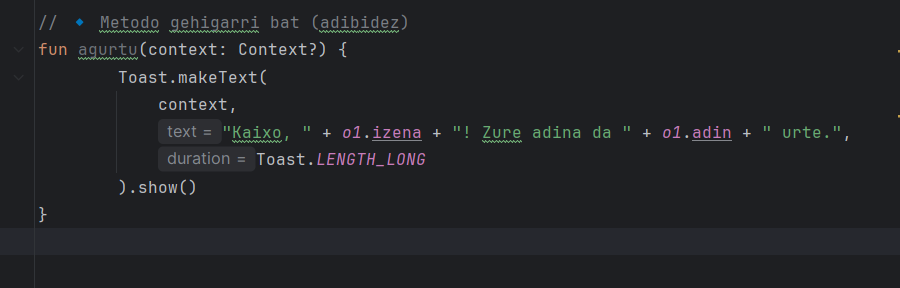 // 🔹 Metodo gehigarri bat (adibidez)
fun agurtu(context: Context?) {
Toast.makeText(
context,
text = "Kaixo, " + o1.izena + "! Zure adina da " + o1.adin + " urte.",
duration = Toast.LENGTH_LONG
).show()
}